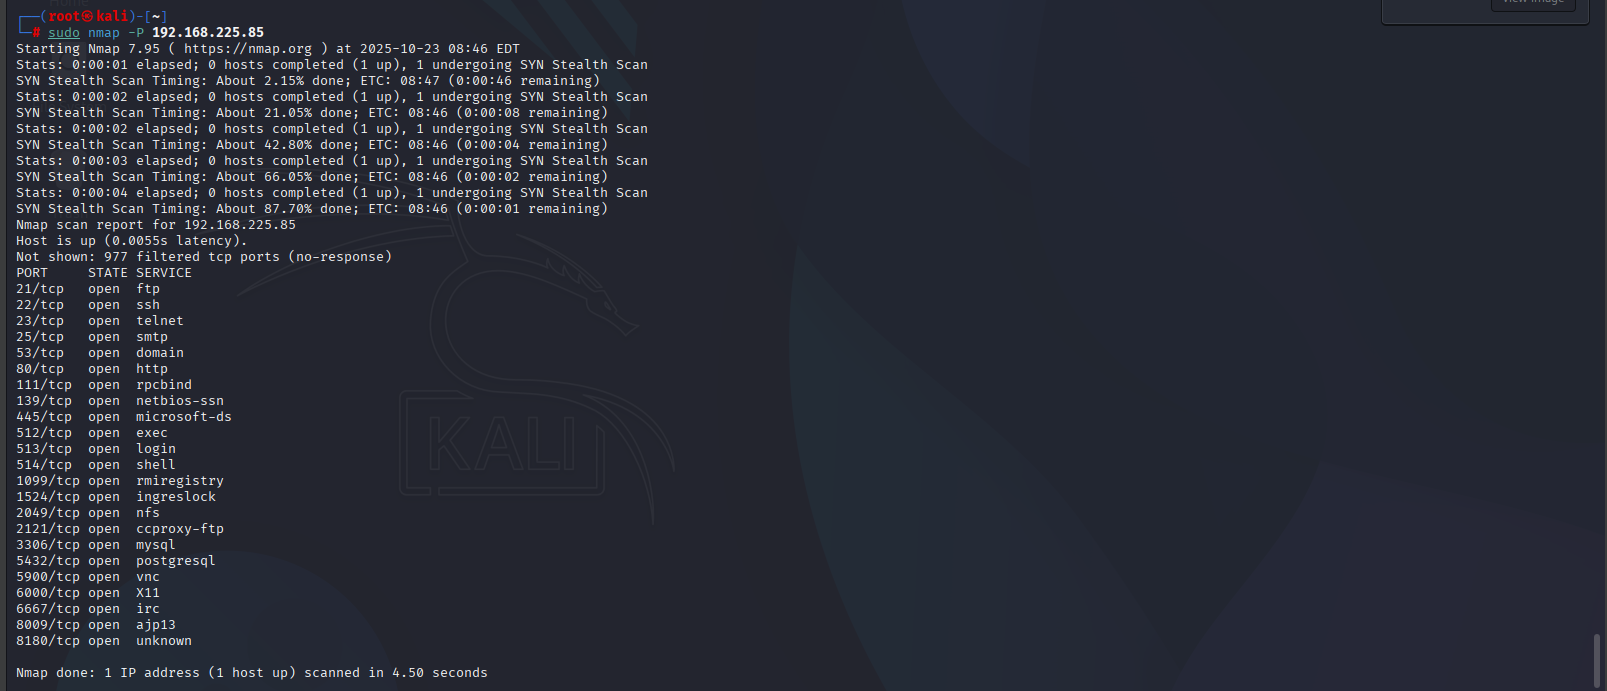 Home
View image
┌──(root㉿kali)-[~]
└─# sudo nmap -P 192.168.225.85
Starting Nmap 7.95 ( https://nmap.org ) at 2025-10-23 08:46 EDT
Stats: 0:00:01 elapsed; 0 hosts completed (1 up), 1 undergoing SYN Stealth Scan
SYN Stealth Scan Timing: About 2.15% done; ETC: 08:47 (0:00:46 remaining)
Stats: 0:00:02 elapsed; 0 hosts completed (1 up), 1 undergoing SYN Stealth Scan
SYN Stealth Scan Timing: About 21.05% done; ETC: 08:46 (0:00:08 remaining)
Stats: 0:00:02 elapsed; 0 hosts completed (1 up), 1 undergoing SYN Stealth Scan
SYN Stealth Scan Timing: About 42.80% done; ETC: 08:46 (0:00:04 remaining)
Stats: 0:00:03 elapsed; 0 hosts completed (1 up), 1 undergoing SYN Stealth Scan
SYN Stealth Scan Timing: About 66.05% done; ETC: 08:46 (0:00:02 remaining)
Stats: 0:00:04 elapsed; 0 hosts completed (1 up), 1 undergoing SYN Stealth Scan
SYN Stealth Scan Timing: About 87.70% done; ETC: 08:46 (0:00:01 remaining)
Nmap scan report for 192.168.225.85
Host is up (0.0055s latency).
Not shown: 977 filtered tcp ports (no-response)
PORT     STATE SERVICE
21/tcp   open  ftp
22/tcp   open  ssh
23/tcp   open  telnet
25/tcp   open  smtp
53/tcp   open  domain
80/tcp   open  http
111/tcp  open  rpcbind
139/tcp  open  netbios-ssn
445/tcp  open  microsoft-ds
512/tcp  open  exec
513/tcp  open  login
514/tcp  open  shell
1099/tcp open  rmiregistry
1524/tcp open  ingreslock
2049/tcp open  nfs
2121/tcp open  ccproxy-ftp
3306/tcp open  mysql
5432/tcp open  postgresql
5900/tcp open  vnc
6000/tcp open  X11
6667/tcp open  irc
8009/tcp open  ajp13
8180/tcp open  unknown
KALI
Nmap done: 1 IP address (1 host up) scanned in 4.50 seconds